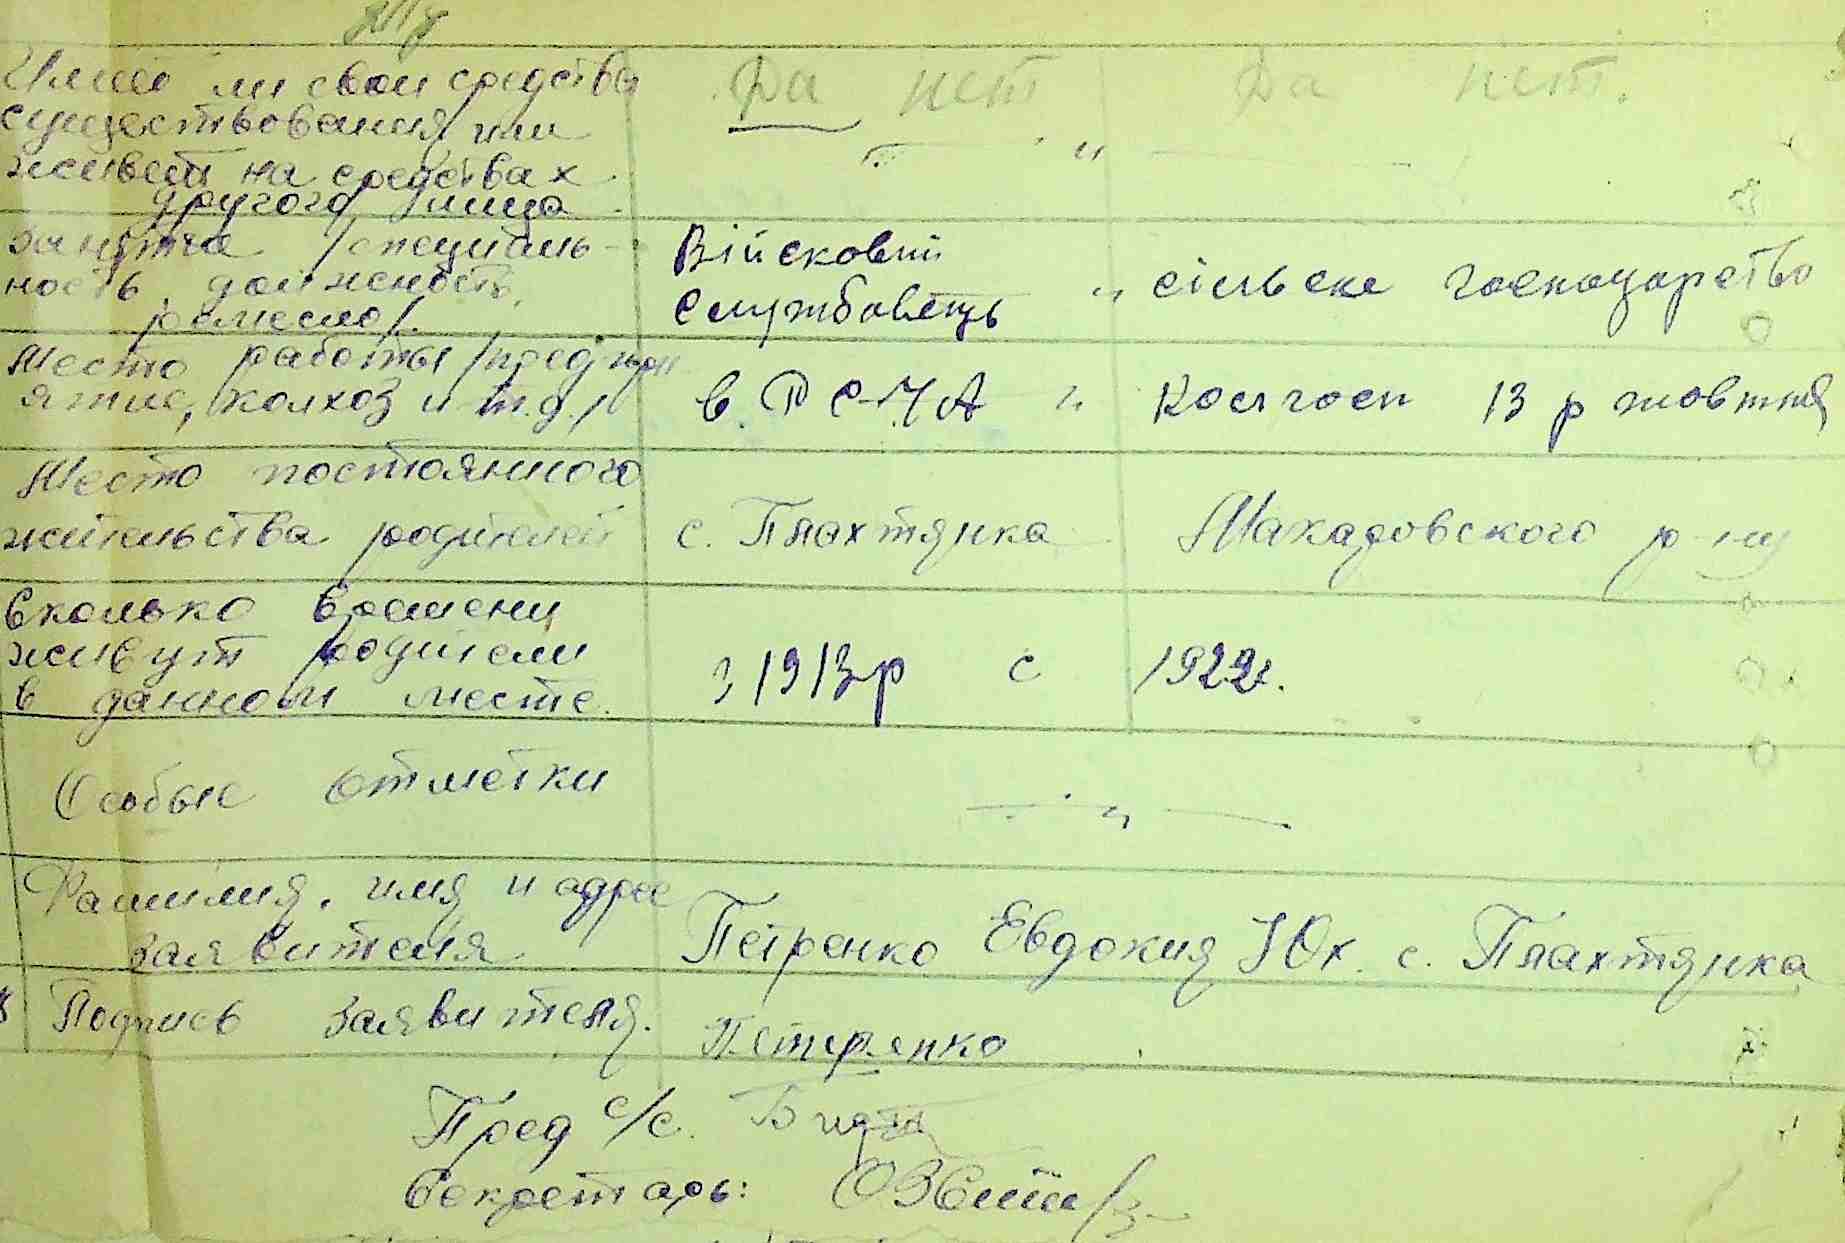 Имеет ли свои средства Да нет Да нет.
существования, или
живет на средствах — " —
другого лица.
Занятие /специаль- Військовий
ность, должность, службовець " сільске господарство
ремесло/.
Место работы /предпри
ятие, колхоз и т.д./ в. Р С-Ч А " Колгосп 13 р жовтня
Место постоянного
жительства родителей с. Плахтянка Макаровского р-ну
Сколько времени
живут родители з 1913р с 1922г.
в данном месте.
Особые отметки — " —
Фамилия, имя и адрес
заявителя. Петренко Евдокия Юх. с. Плахтянка
Подпись заявителя. Петренко
Пред с/с.
Секретарь: